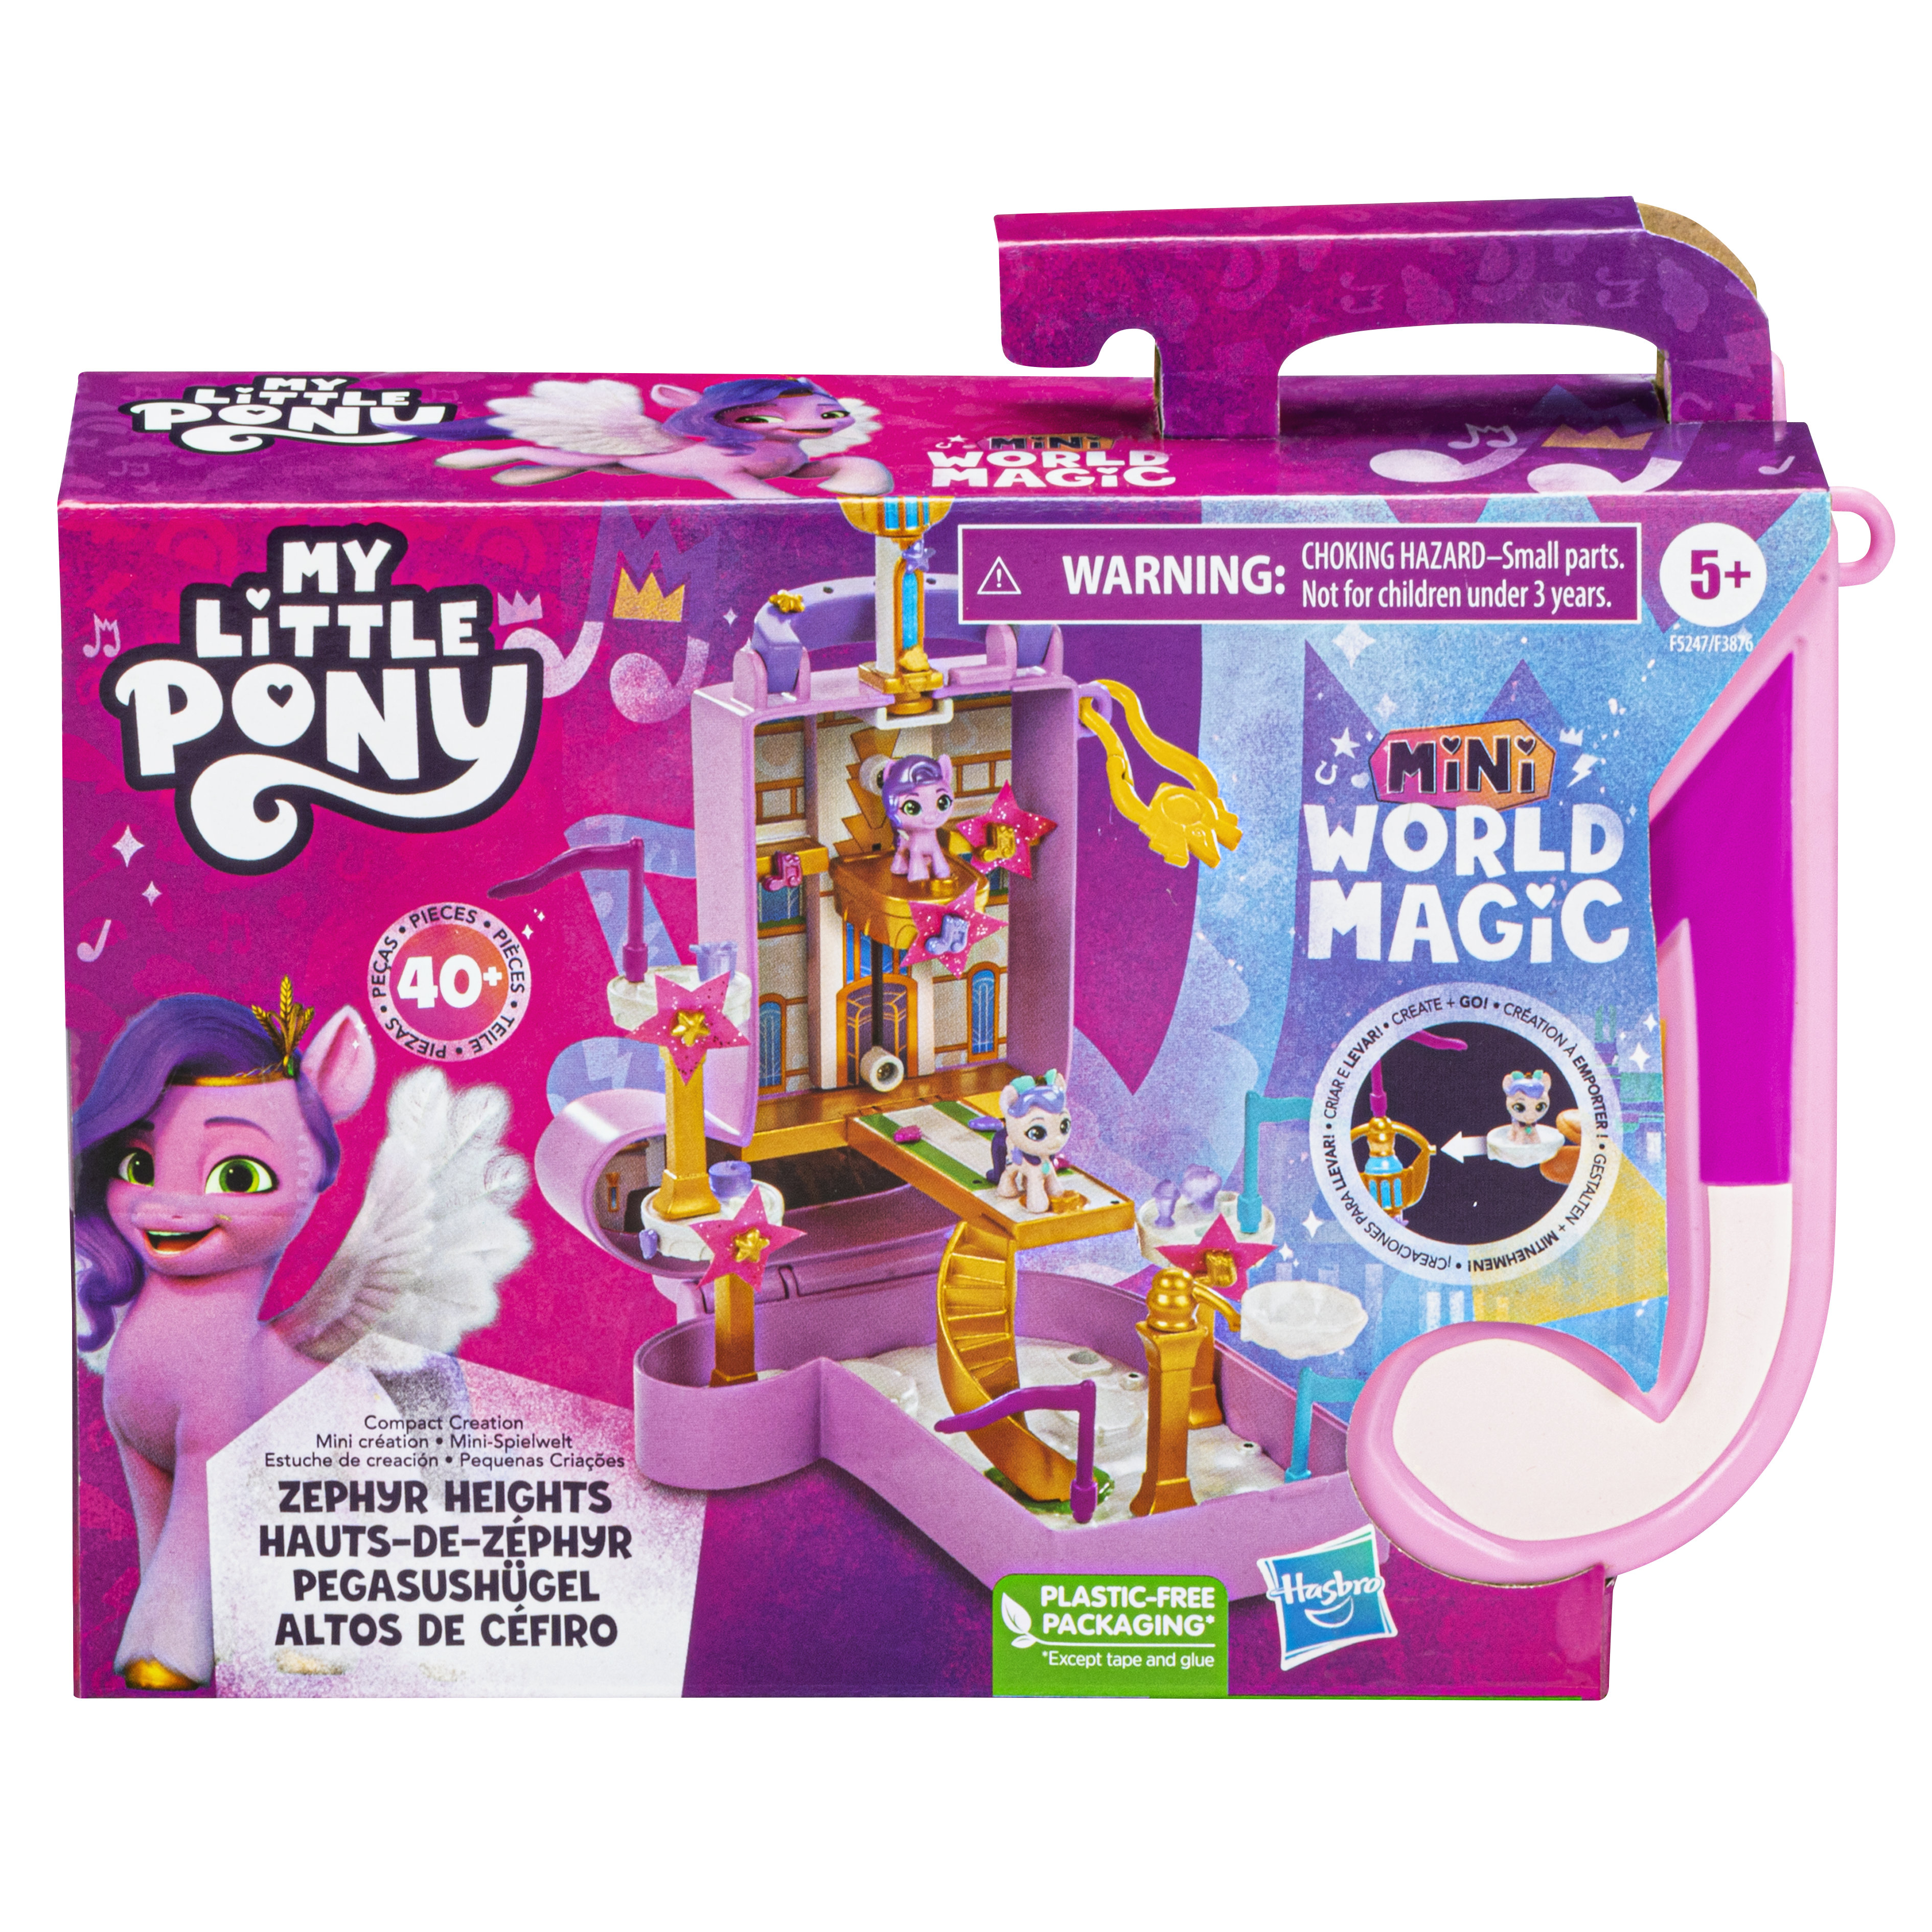 MY
LiTTLE
PONY
MiNi
WORLD
MAGiC
MY
LiTTLE
PONY
WARNING:
CHOKING HAZARD–Small parts.
Not for children under 3 years.
5+
F5247/F3876
MiNi
WORLD
MAGiC
40+
PIECES • PIÈCES • TEILE • PIEZAS • PEÇAS •
CREATE + GO! • CRÉATION À EMPORTER ! • GESTALTEN + MITNEHMEN! • ¡CREACIONES PARA LLEVAR! • CRIAR E LEVAR! •
Compact Creation
Mini création • Mini-Spielwelt
Estuche de creación • Pequenas Criações
ZEPHYR HEIGHTS
HAUTS-DE-ZÉPHYR
PEGASUSHÜGEL
ALTOS DE CÉFIRO
PLASTIC-FREE
PACKAGING*
*Except tape and glue
Hasbro